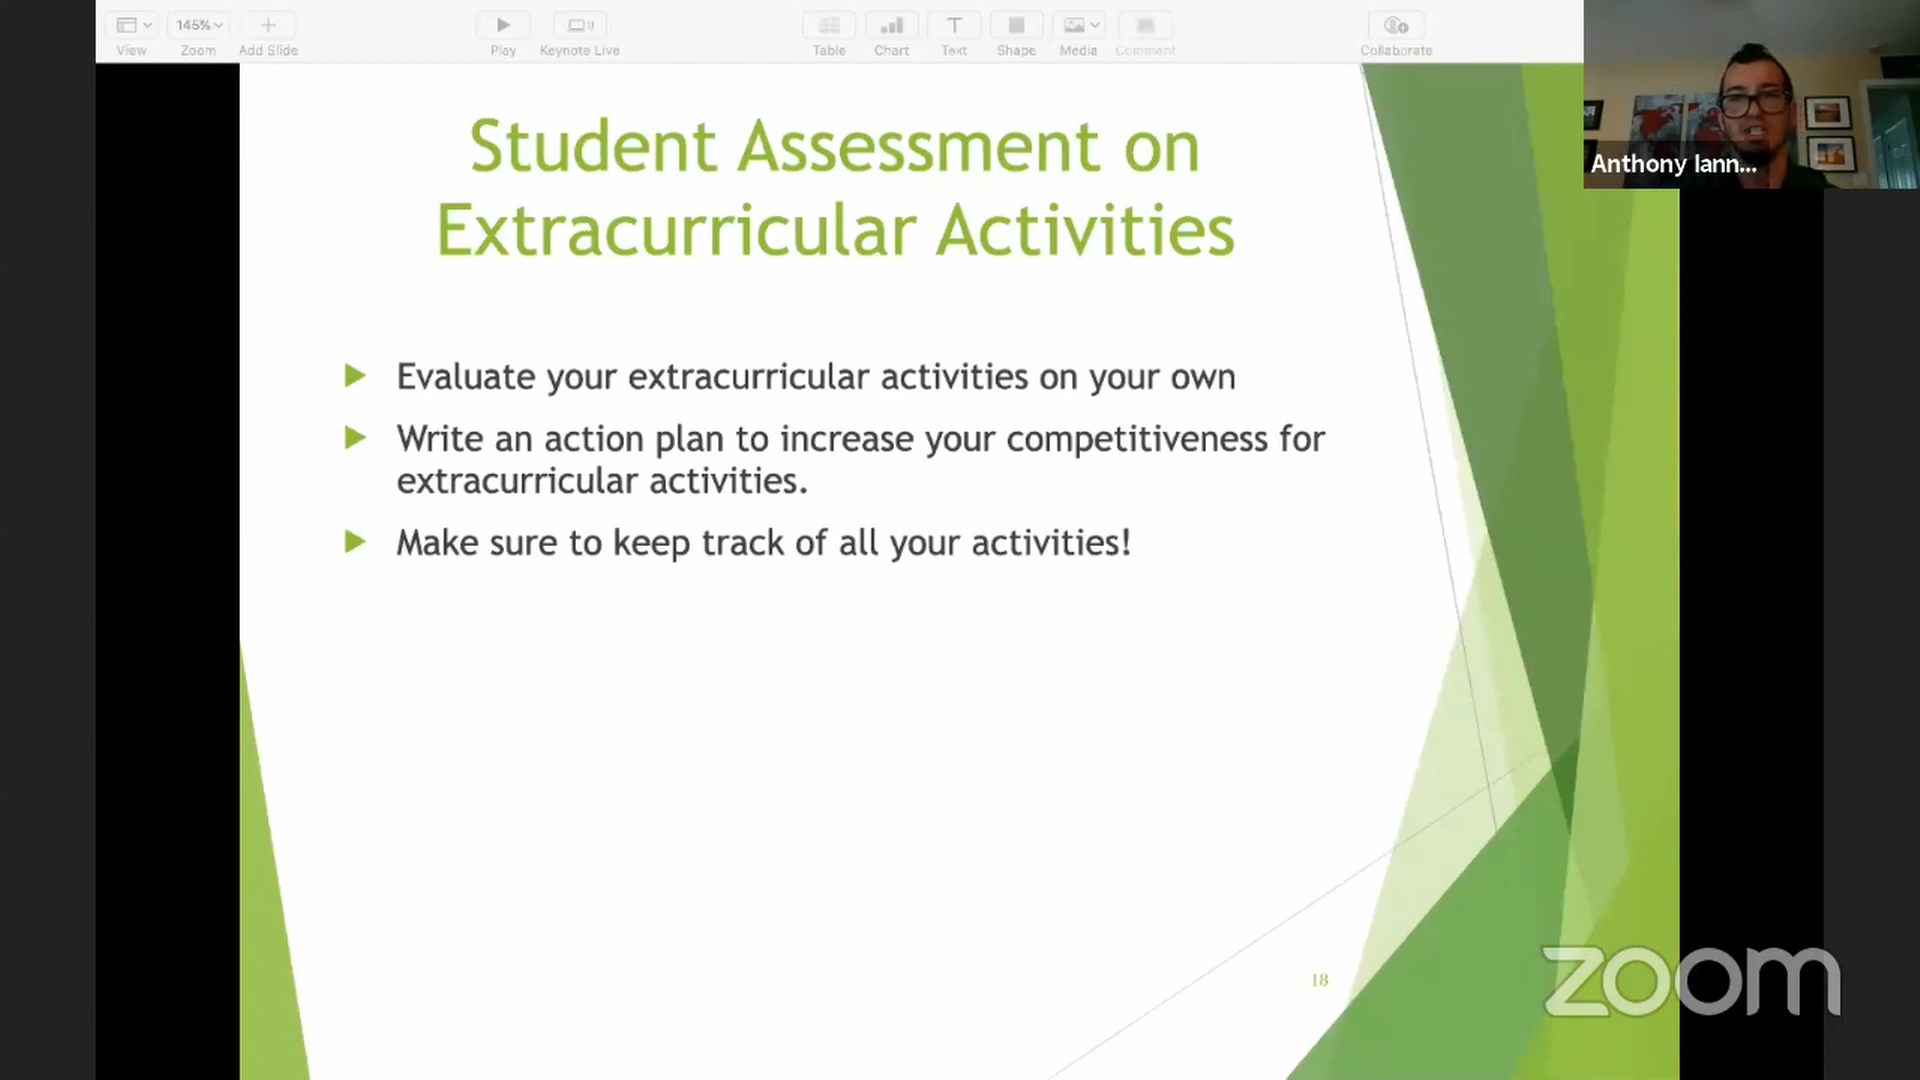 145%
View
Zoom
Add Slide
Play
Keynote Live
Table
Chart
Text
Shape
Media
Comment
Collaborate
Anthony Iann...
Student Assessment on
Extracurricular Activities
Evaluate your extracurricular activities on your own
Write an action plan to increase your competitiveness for
extracurricular activities.
Make sure to keep track of all your activities!
18
zoom